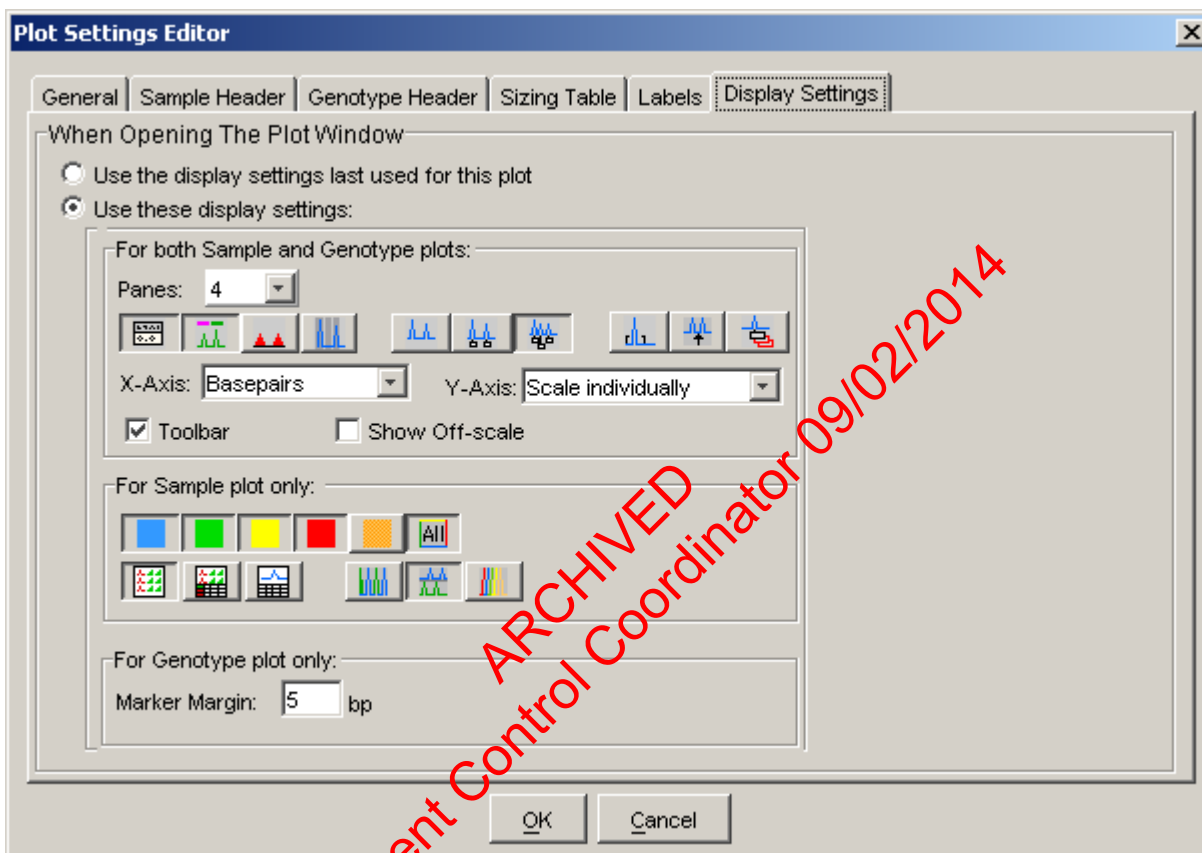 Plot Settings Editor
General Sample Header Genotype Header Sizing Table Labels Display Settings
When Opening The Plot Window
Use the display settings last used for this plot
Use these display settings:
For both Sample and Genotype plots:
Panes: 4
X-Axis: Basepairs Y-Axis: Scale individually
Toolbar Show Off-scale
For Sample plot only:
All
For Genotype plot only:
Marker Margin: 5 bp
OK Cancel
ARCHIVED
Control Coordinator 09/02/2014